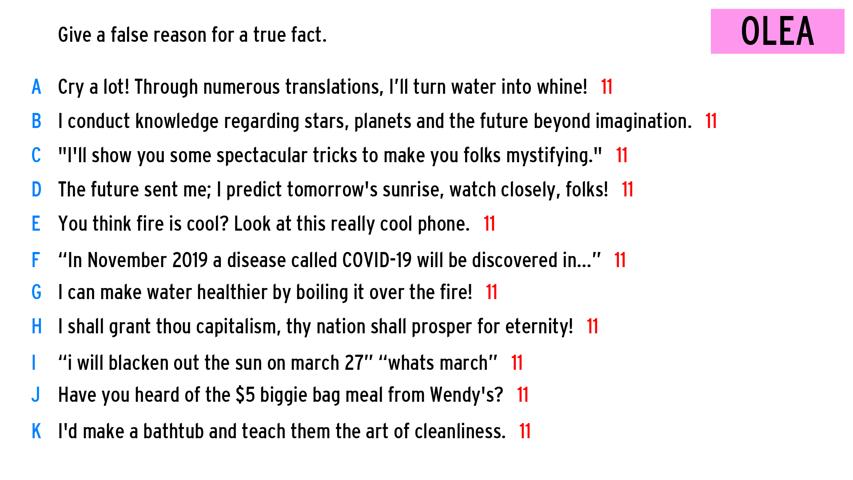 Give a false reason for a true fact.
OLEA
A Cry a lot! Through numerous translations, I'll turn water into whine! 11
B I conduct knowledge regarding stars, planets and the future beyond imagination. 11
C "I'll show you some spectacular tricks to make you folks mystifying." 11
D The future sent me; I predict tomorrow's sunrise, watch closely, folks! 11
E You think fire is cool? Look at this really cool phone. 11
F “In November 2019 a disease called COVID-19 will be discovered in...” 11
G I can make water healthier by boiling it over the fire! 11
H I shall grant thou capitalism, thy nation shall prosper for eternity! 11
I “i will blacken out the sun on march 27” “whats march” 11
J Have you heard of the $5 biggie bag meal from Wendy's? 11
K I'd make a bathtub and teach them the art of cleanliness. 11